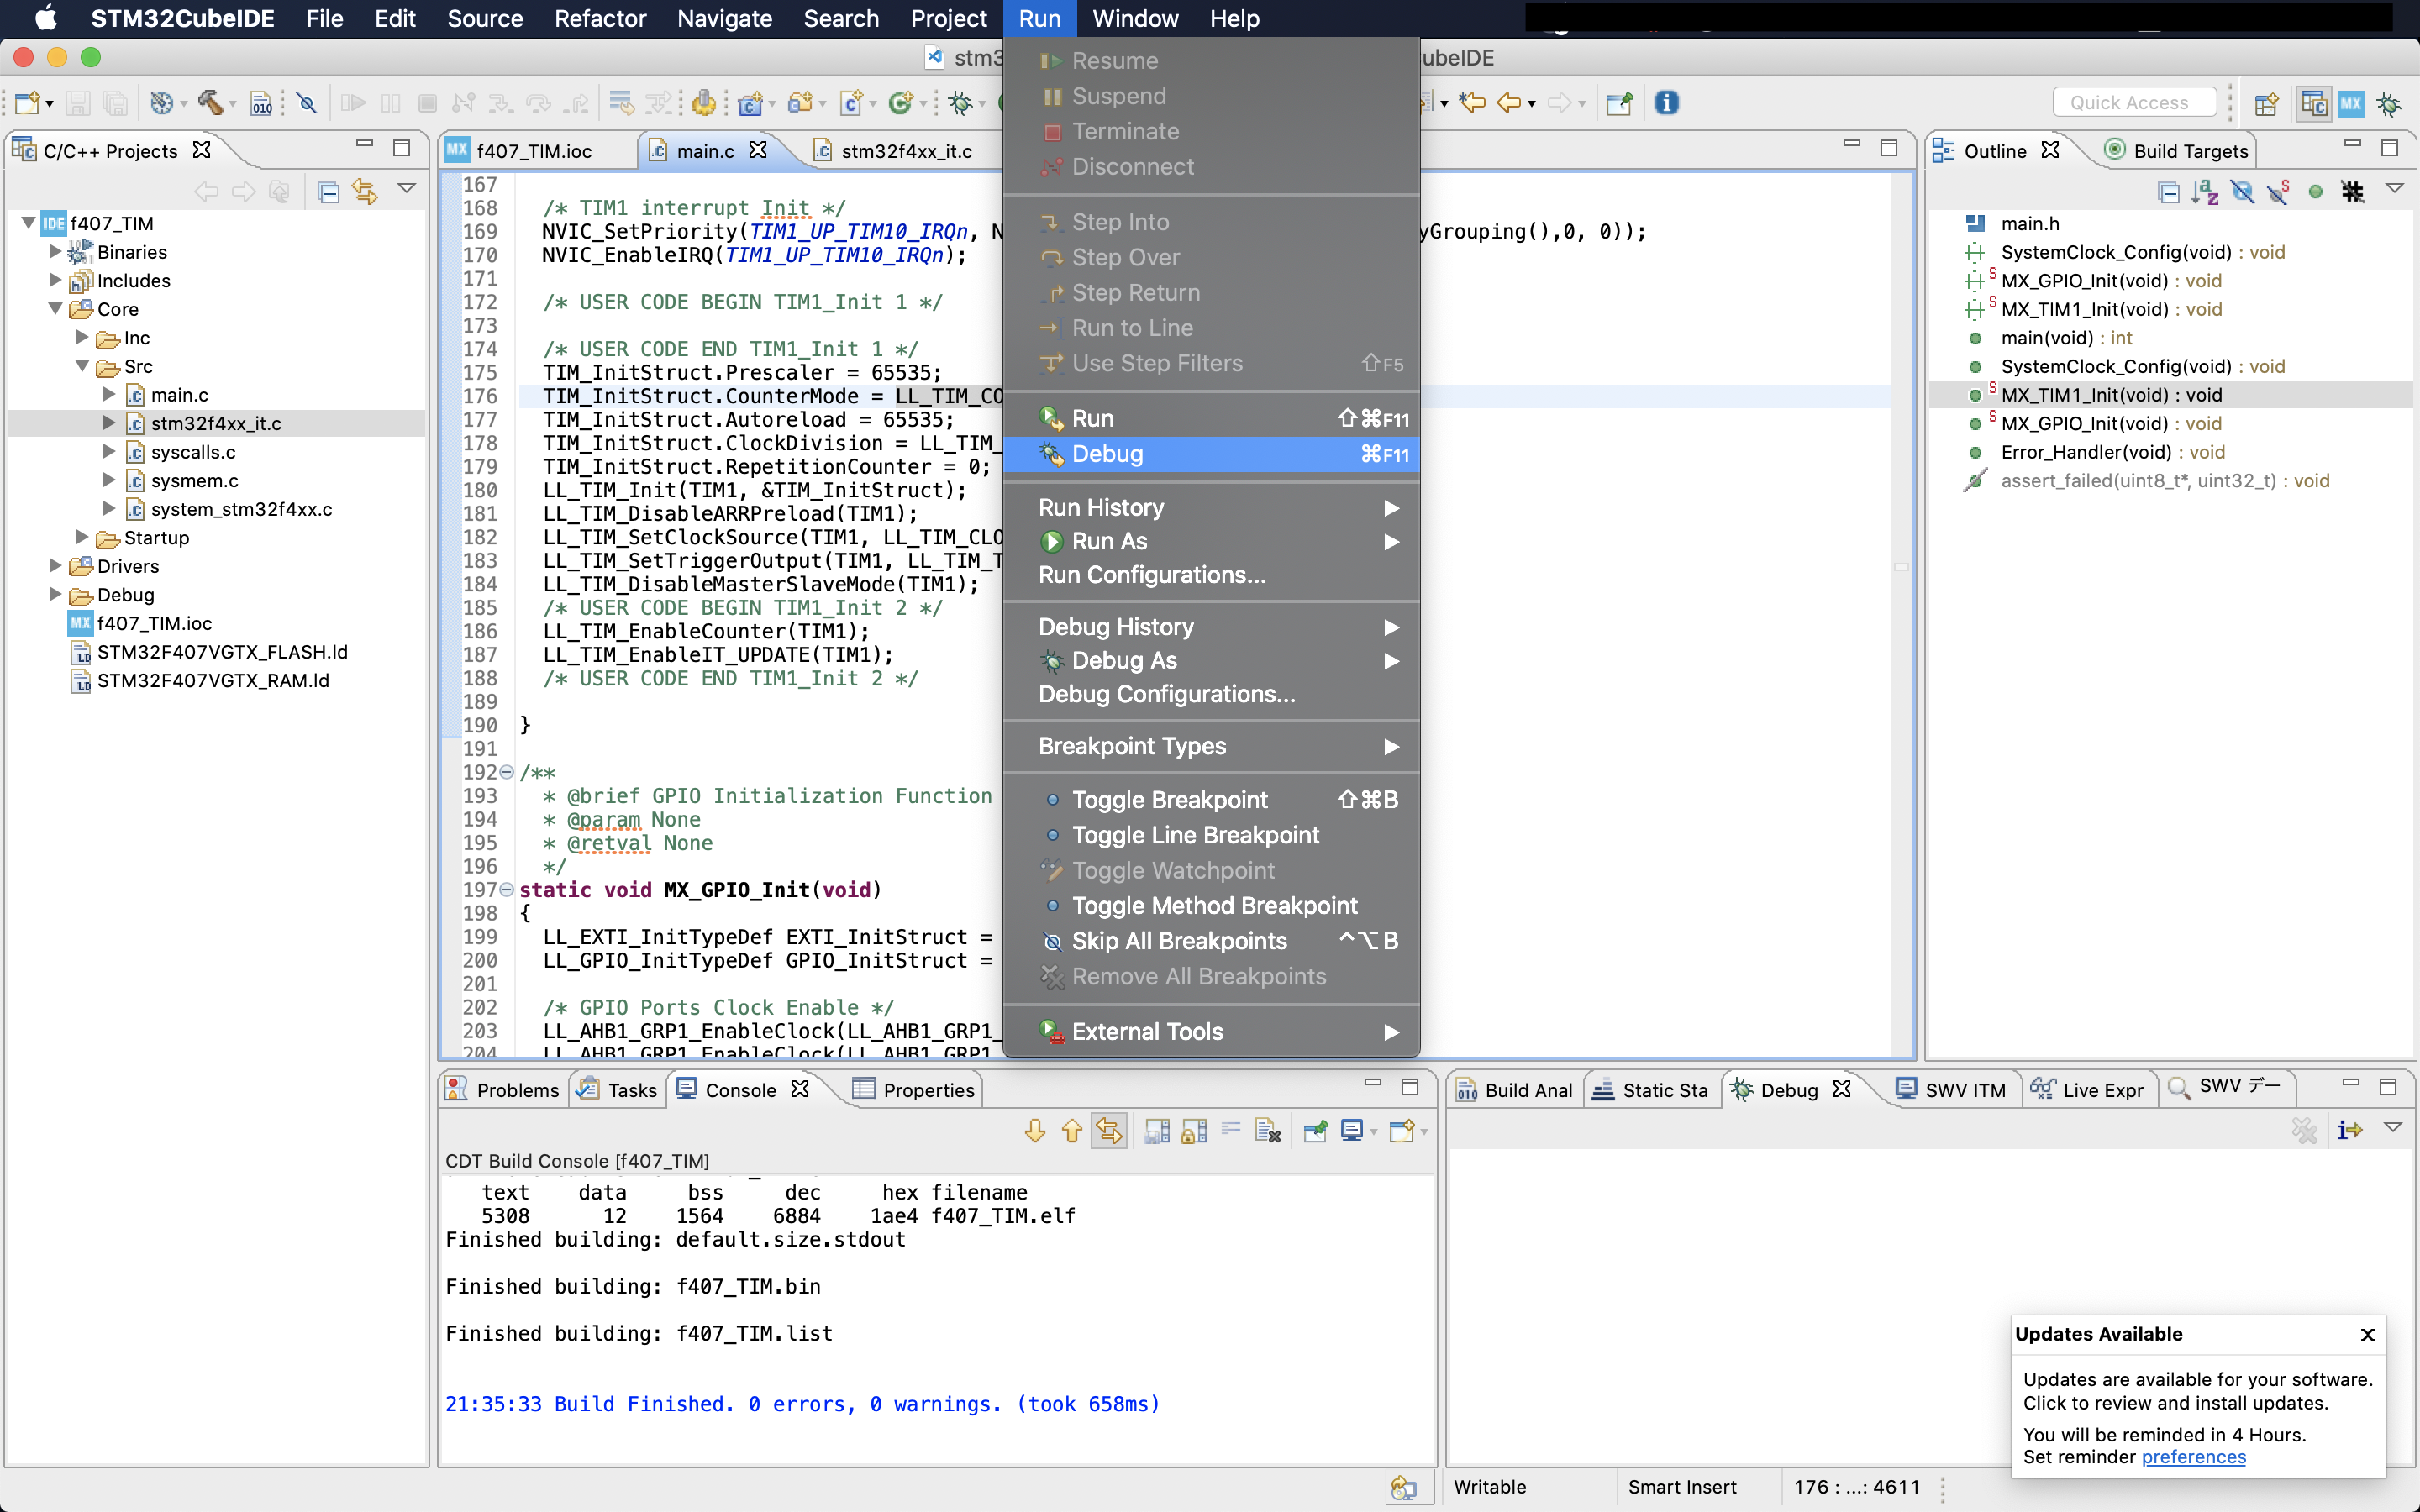 STM32CubeIDE File Edit Source Refactor Navigate Search Project Run Window Help
stm3
ubeIDE
Quick Access
C/C++ Projects
f407_TIM
Binaries
Includes
Core
Inc
Src
main.c
stm32f4xx_it.c
syscalls.c
sysmem.c
system_stm32f4xx.c
Startup
Drivers
Debug
f407_TIM.ioc
STM32F407VGTX_FLASH.ld
STM32F407VGTX_RAM.ld
f407_TIM.ioc
main.c
stm32f4xx_it.c
167
168 /* TIM1 interrupt Init */
169 NVIC_SetPriority(TIM1_UP_TIM10_IRQn, N yGrouping(),0, 0));
170 NVIC_EnableIRQ(TIM1_UP_TIM10_IRQn);
171
172 /* USER CODE BEGIN TIM1_Init 1 */
173
174 /* USER CODE END TIM1_Init 1 */
175 TIM_InitStruct.Prescaler = 65535;
176 TIM_InitStruct.CounterMode = LL_TIM_CO
177 TIM_InitStruct.Autoreload = 65535;
178 TIM_InitStruct.ClockDivision = LL_TIM_
179 TIM_InitStruct.RepetitionCounter = 0;
180 LL_TIM_Init(TIM1, &TIM_InitStruct);
181 LL_TIM_DisableARRPreload(TIM1);
182 LL_TIM_SetClockSource(TIM1, LL_TIM_CLO
183 LL_TIM_SetTriggerOutput(TIM1, LL_TIM_T
184 LL_TIM_DisableMasterSlaveMode(TIM1);
185 /* USER CODE BEGIN TIM1_Init 2 */
186 LL_TIM_EnableCounter(TIM1);
187 LL_TIM_EnableIT_UPDATE(TIM1);
188 /* USER CODE END TIM1_Init 2 */
189
190 }
191
192 /**
193 * @brief GPIO Initialization Function
194 * @param None
195 * @retval None
196 */
197 static void MX_GPIO_Init(void)
198 {
199 LL_EXTI_InitTypeDef EXTI_InitStruct =
200 LL_GPIO_InitTypeDef GPIO_InitStruct =
201
202 /* GPIO Ports Clock Enable */
203 LL_AHB1_GRP1_EnableClock(LL_AHB1_GRP1_
204 LL_AHB1_GRP1_EnableClock(LL_AHB1_GRP1_
Resume
Suspend
Terminate
Disconnect
Step Into
Step Over
Step Return
Run to Line
Use Step Filters ⇧F5
Run ⇧⌘F11
Debug ⌘F11
Run History
Run As
Run Configurations...
Debug History
Debug As
Debug Configurations...
Breakpoint Types
Toggle Breakpoint ⇧⌘B
Toggle Line Breakpoint
Toggle Watchpoint
Toggle Method Breakpoint
Skip All Breakpoints ^⌥B
Remove All Breakpoints
External Tools
Outline
Build Targets
main.h
SystemClock_Config(void) : void
MX_GPIO_Init(void) : void
MX_TIM1_Init(void) : void
main(void) : int
SystemClock_Config(void) : void
MX_TIM1_Init(void) : void
MX_GPIO_Init(void) : void
Error_Handler(void) : void
assert_failed(uint8_t*, uint32_t) : void
Problems
Tasks
Console
Properties
CDT Build Console [f407_TIM]
text data bss dec hex filename
5308 12 1564 6884 1ae4 f407_TIM.elf
Finished building: default.size.stdout
Finished building: f407_TIM.bin
Finished building: f407_TIM.list
21:35:33 Build Finished. 0 errors, 0 warnings. (took 658ms)
Build Anal
Static Sta
Debug
SWV ITM
Live Expr
SWV デー
Updates Available
Updates are available for your software.
Click to review and install updates.
You will be reminded in 4 Hours.
Set reminder preferences
Writable
Smart Insert
176 : ...: 4611